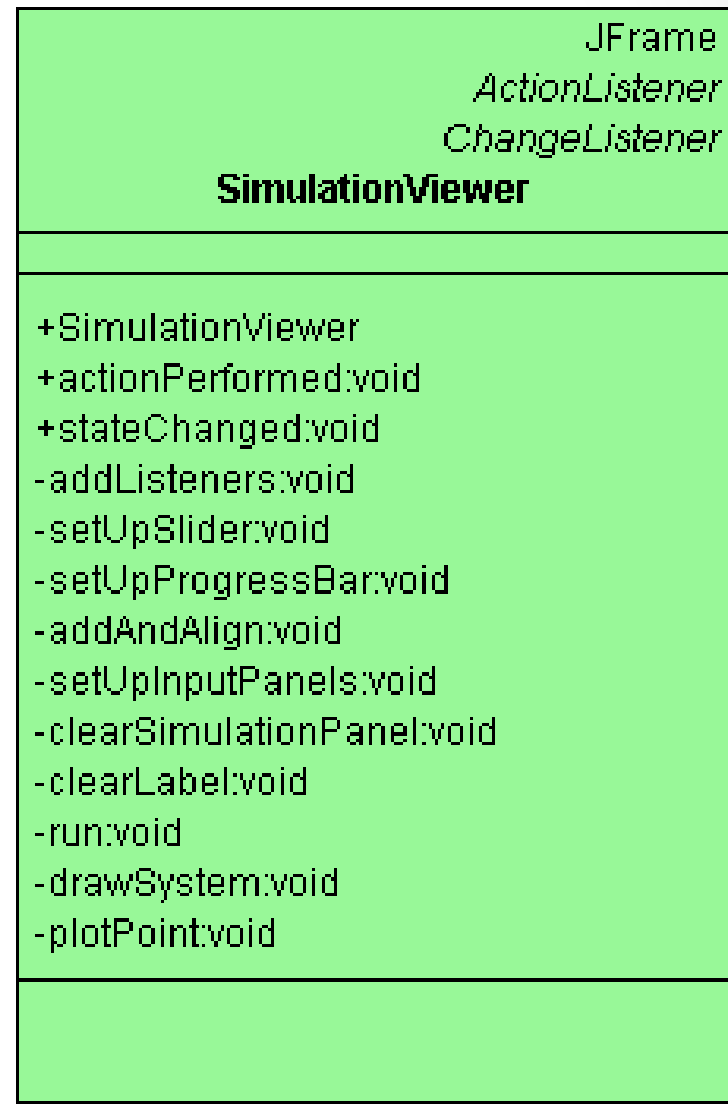 JFrame
ActionListener
ChangeListener
SimulationViewer
+SimulationViewer
+actionPerformed:void
+stateChanged:void
-addListeners:void
-setUpSlider:void
-setUpProgressBar:void
-addAndAlign:void
-setUpInputPanels:void
-clearSimulationPanel:void
-clearLabel:void
-run:void
-drawSystem:void
-plotPoint:void